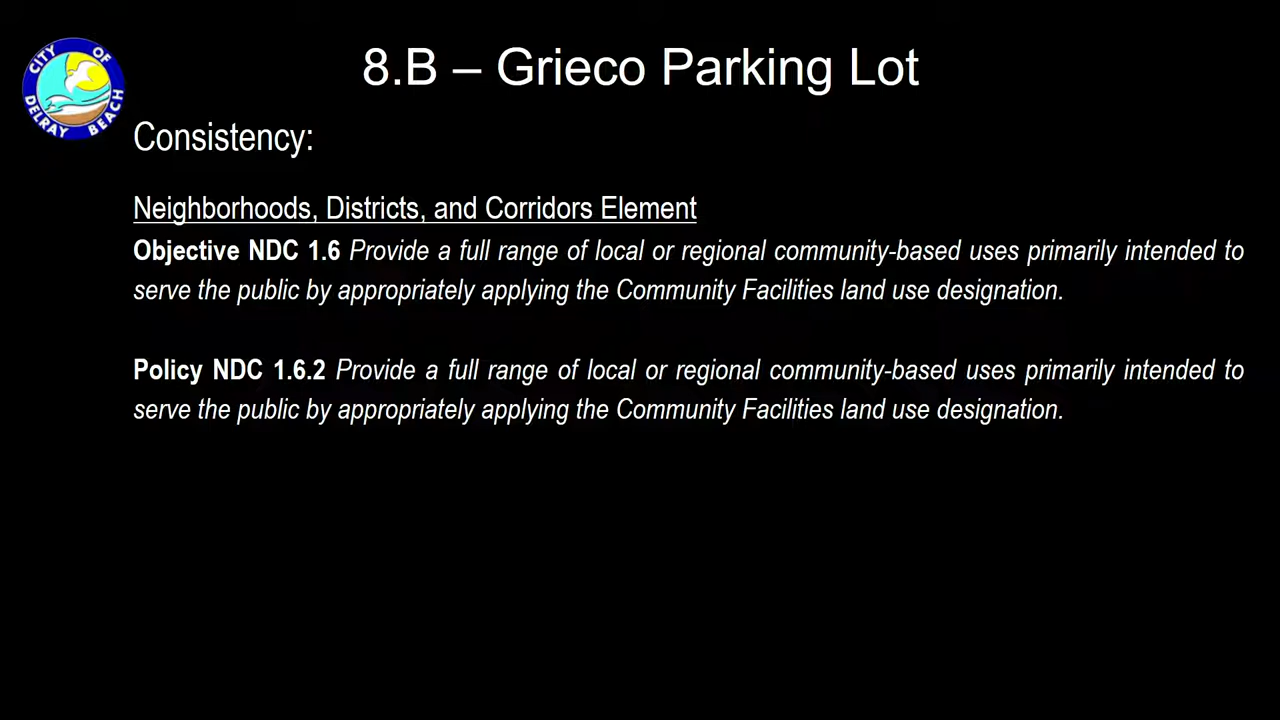 CITY OF
DELRAY BEACH
8.B – Grieco Parking Lot
Consistency:
Neighborhoods, Districts, and Corridors Element
Objective NDC 1.6 Provide a full range of local or regional community-based uses primarily intended to
serve the public by appropriately applying the Community Facilities land use designation.
Policy NDC 1.6.2 Provide a full range of local or regional community-based uses primarily intended to
serve the public by appropriately applying the Community Facilities land use designation.